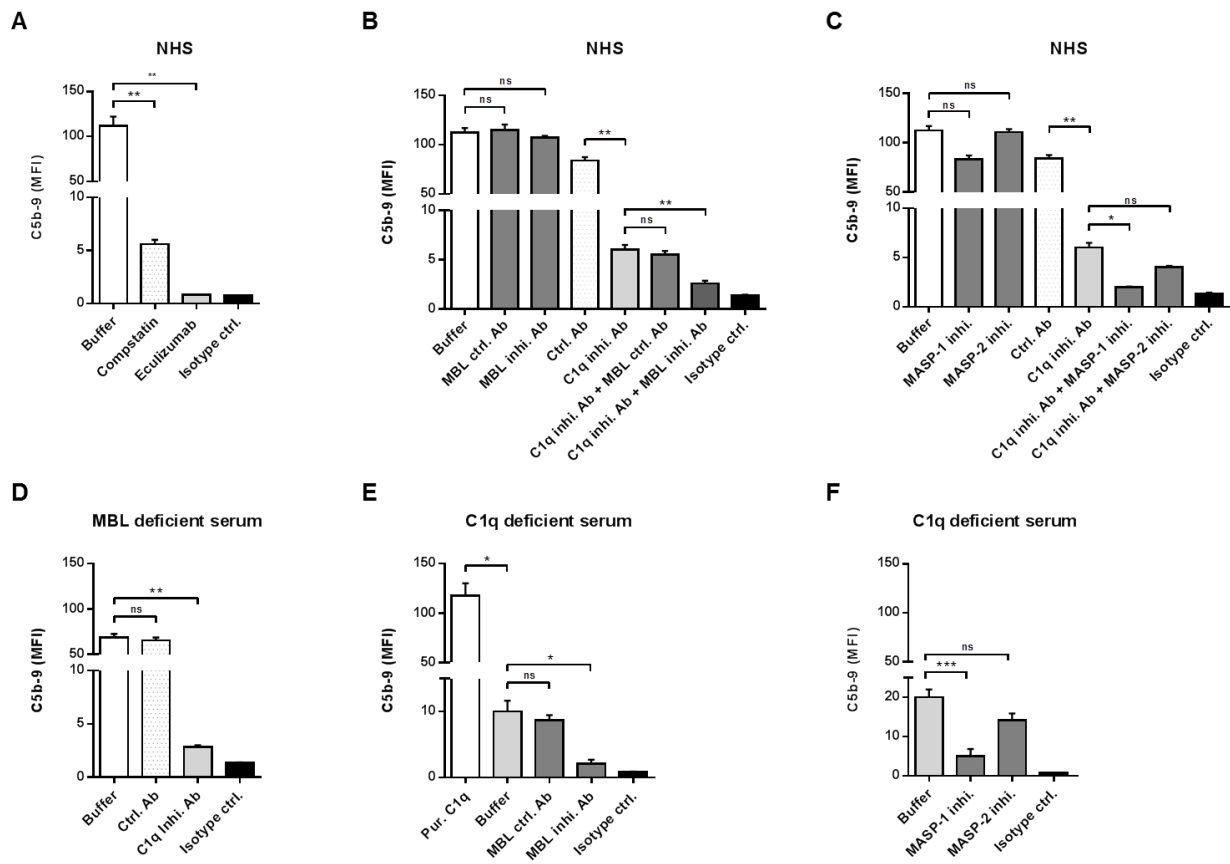 A
NHS
C5b-9 (MFI)
150
100
50
10
5
0
**
**
Buffer
Compstatin
Eculizumab
Isotype ctrl.
B
NHS
C5b-9 (MFI)
150
100
50
10
5
0
ns
ns
**
**
ns
Buffer
MBL ctrl. Ab
MBL inhi. Ab
Ctrl. Ab
C1q inhi. Ab
C1q inhi. Ab + MBL ctrl. Ab
C1q inhi. Ab + MBL inhi. Ab
Isotype ctrl.
C
NHS
C5b-9 (MFI)
150
100
50
10
5
0
ns
ns
**
ns
*
Buffer
MASP-1 inhi.
MASP-2 inhi.
Ctrl. Ab
C1q inhi. Ab
C1q inhi. Ab + MASP-1 inhi.
C1q inhi. Ab + MASP-2 inhi.
Isotype ctrl.
D
MBL deficient serum
C5b-9 (MFI)
150
100
50
10
5
0
**
ns
Buffer
Ctrl. Ab
C1q Inhi. Ab
Isotype ctrl.
E
C1q deficient serum
C5b-9 (MFI)
150
100
50
10
0
*
*
ns
Pur. C1q
Buffer
MBL ctrl. Ab
MBL inhi. Ab
Isotype ctrl.
F
C1q deficient serum
C5b-9 (MFI)
150
100
50
20
10
0
ns
***
Buffer
MASP-1 inhi.
MASP-2 inhi.
Isotype ctrl.